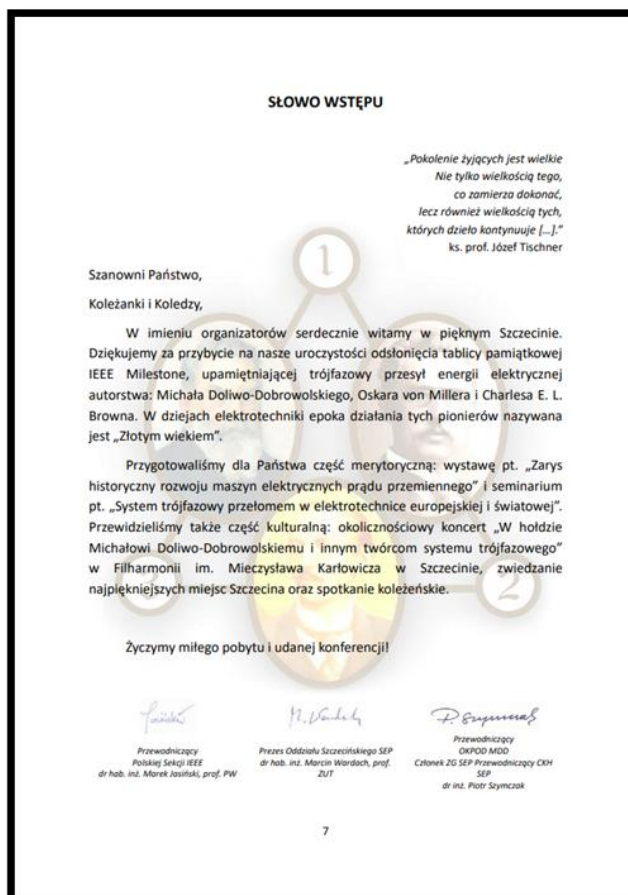 SŁOWO WSTĘPU
„Pokolenie żyjących jest wielkie
Nie tylko wielkością tego,
co zamierza dokonać,
lecz również wielkością tych,
których dzieło kontynuuje […].”
ks. prof. Józef Tischner
Szanowni Państwo,
Koleżanki i Koledzy,
W imieniu organizatorów serdecznie witamy w pięknym Szczecinie.
Dziękujemy za przybycie na nasze uroczystości odsłonięcia tablicy pamiątkowej
IEEE Milestone, upamiętniającej trójfazowy przesył energii elektrycznej
autorstwa: Michała Doliwo-Dobrowolskiego, Oskara von Millera i Charlesa E. L.
Browna. W dziejach elektrotechniki epoka działania tych pionierów nazywana
jest „Złotym wiekiem”.
Przygotowaliśmy dla Państwa część merytoryczną: wystawę pt. „Zarys
historyczny rozwoju maszyn elektrycznych prądu przemiennego” i seminarium
pt. „System trójfazowy przełomem w elektrotechnice europejskiej i światowej”.
Przewidzieliśmy także część kulturalną: okolicznościowy koncert „W hołdzie
Michałowi Doliwo-Dobrowolskiemu i innym twórcom systemu trójfazowego”
w Filharmonii im. Mieczysława Karłowicza w Szczecinie, zwiedzanie
najpiękniejszych miejsc Szczecina oraz spotkanie koleżeńskie.
Życzymy miłego pobytu i udanej konferencji!
Przewodniczący
Polskiej Sekcji IEEE
dr hab. inż. Marek Jasiński, prof. PW
Prezes Oddziału Szczecińskiego SEP
dr hab. inż. Marcin Wardach, prof.
ZUT
P. Szymczak
Przewodniczący
OKPOD MDD
Członek ZG SEP Przewodniczący CKH
SEP
dr inż. Piotr Szymczak
1
3
2
7